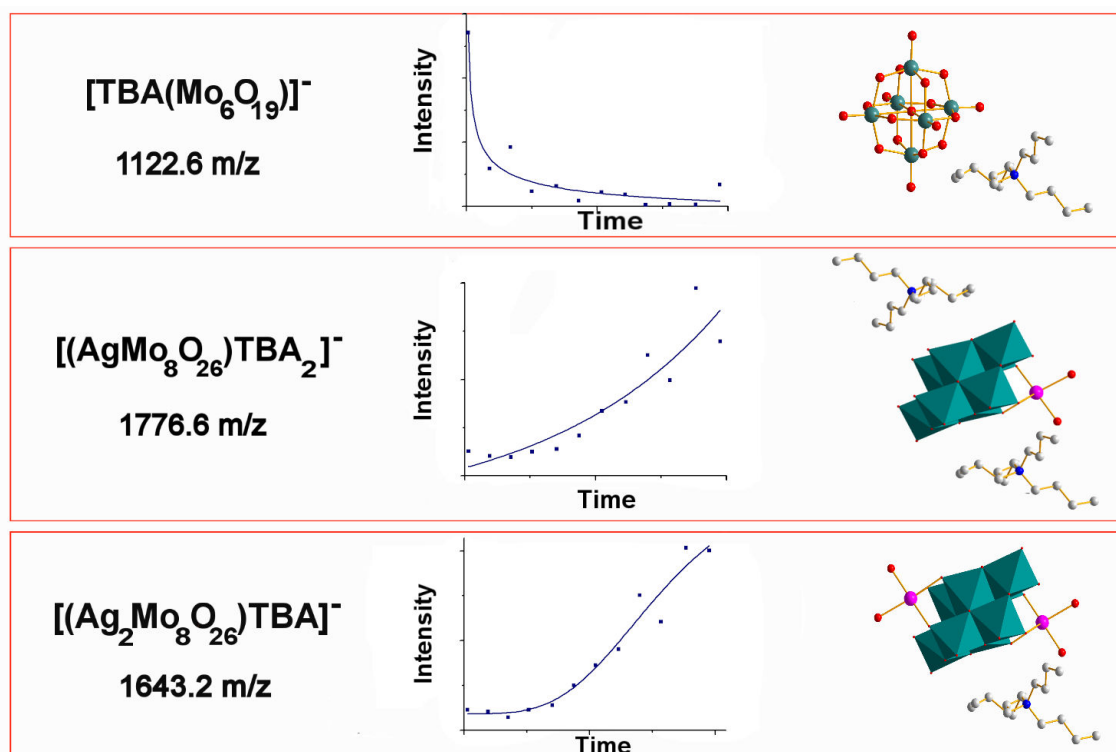 [TBA(Mo₆O₁₉)]⁻
1122.6 m/z
Intensity
Time
[(AgMo₈O₂₆)TBA₂]⁻
1776.6 m/z
Intensity
Time
[(Ag₂Mo₈O₂₆)TBA]⁻
1643.2 m/z
Intensity
Time